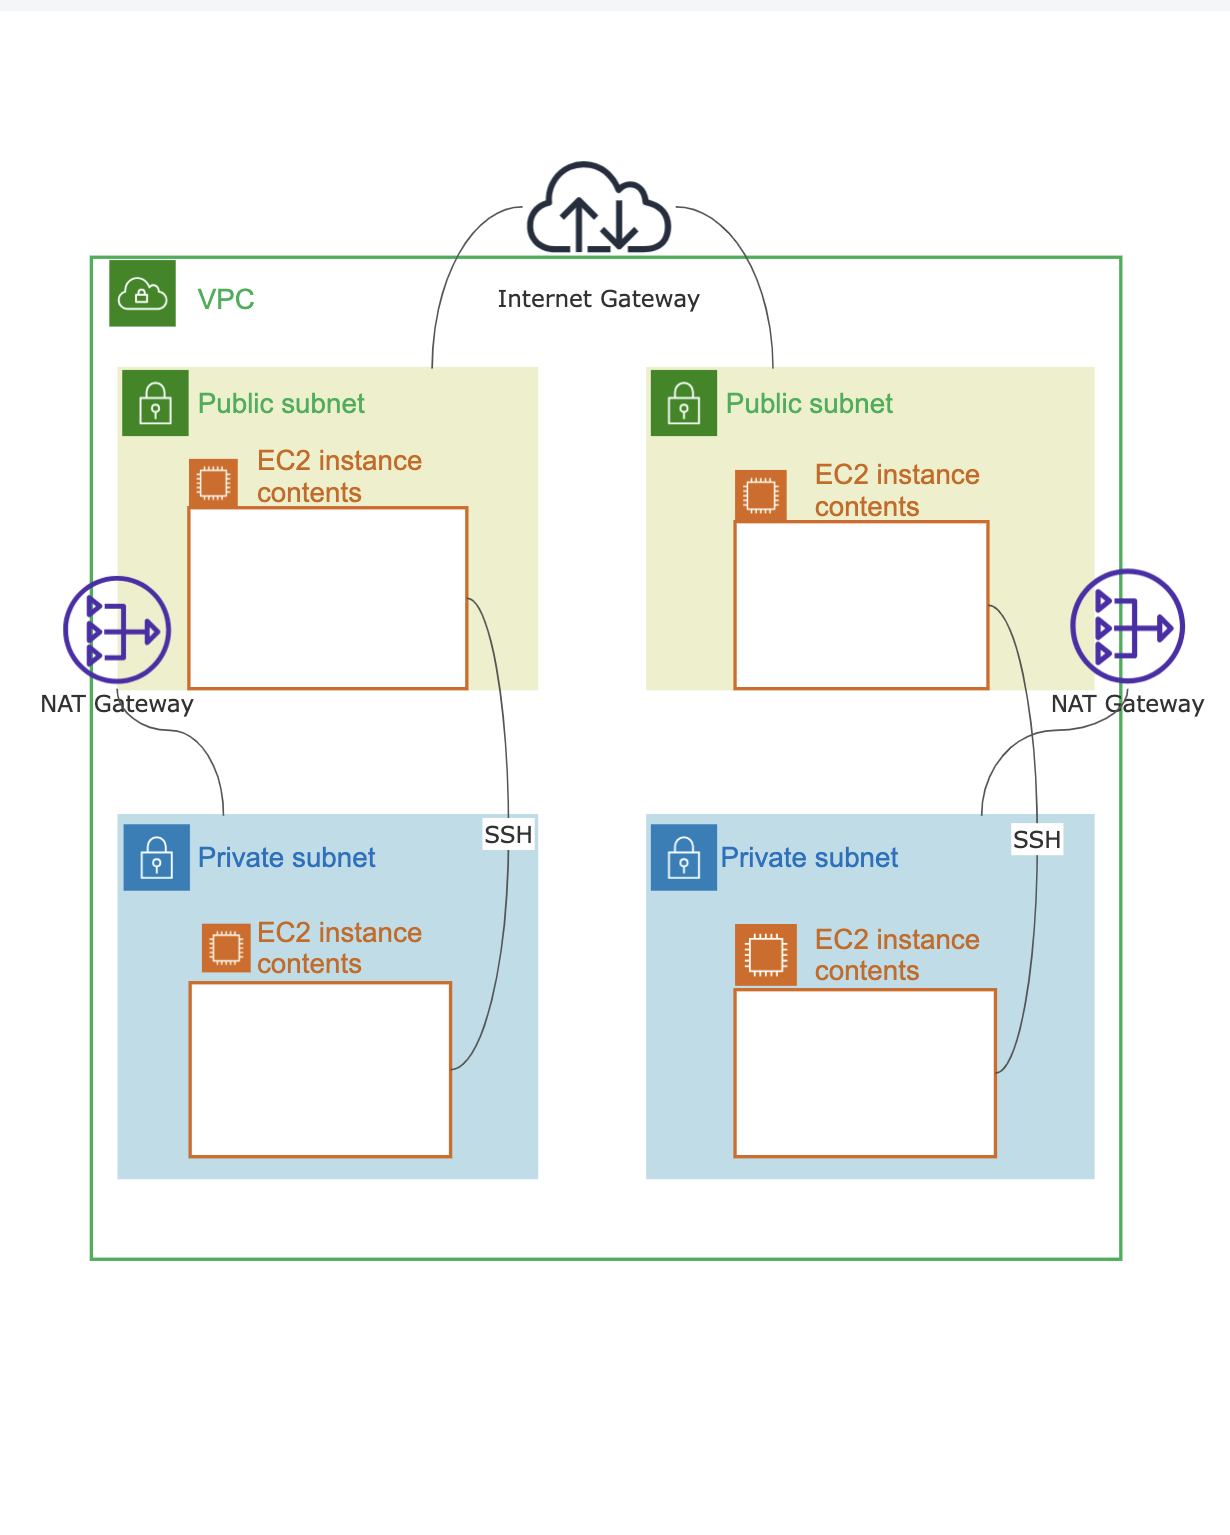 Internet Gateway
VPC
Public subnet
Public subnet
EC2 instance
contents
EC2 instance
contents
NAT Gateway
NAT Gateway
SSH
SSH
Private subnet
Private subnet
EC2 instance
contents
EC2 instance
contents